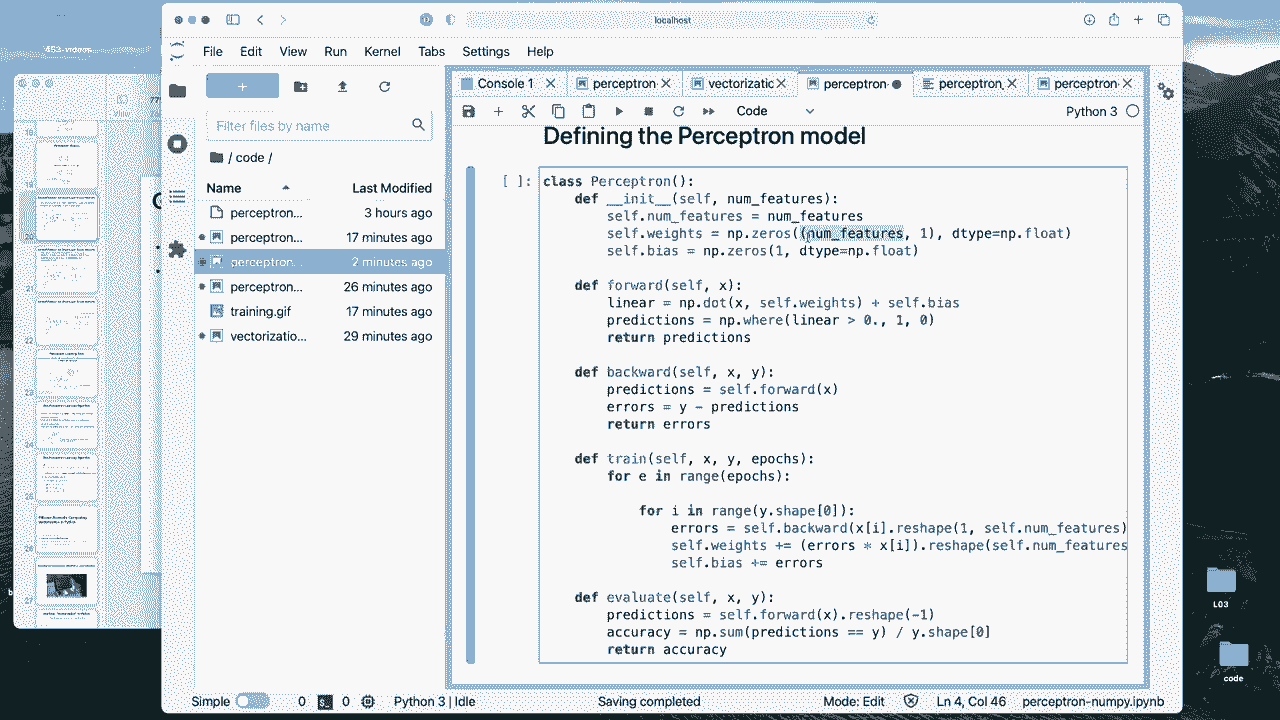 453-videos
localhost
File Edit View Run Kernel Tabs Settings Help
Console 1 perceptron- vectorizatic perceptron- perceptron_ perceptron-
Filter files by name
Code
Python 3
/ code /
Defining the Perceptron model
Name Last Modified
perceptron... 3 hours ago
perceptron... 17 minutes ago
perceptron... 2 minutes ago
perceptron... 26 minutes ago
training.gif 17 minutes ago
vectorizatio... 29 minutes ago
[ ]: class Perceptron():
def __init__(self, num_features):
self.num_features = num_features
self.weights = np.zeros((num_features, 1), dtype=np.float)
self.bias = np.zeros(1, dtype=np.float)
def forward(self, x):
linear = np.dot(x, self.weights) + self.bias
predictions = np.where(linear > 0., 1, 0)
return predictions
def backward(self, x, y):
predictions = self.forward(x)
errors = y - predictions
return errors
def train(self, x, y, epochs):
for e in range(epochs):
for i in range(y.shape[0]):
errors = self.backward(x[i].reshape(1, self.num_features)
self.weights += (errors * x[i]).reshape(self.num_features
self.bias += errors
def evaluate(self, x, y):
predictions = self.forward(x).reshape(-1)
accuracy = np.sum(predictions == y) / y.shape[0]
return accuracy
L03
code
Simple 0 0 Python 3 | Idle Saving completed Mode: Edit Ln 4, Col 46 perceptron-numpy.ipynb